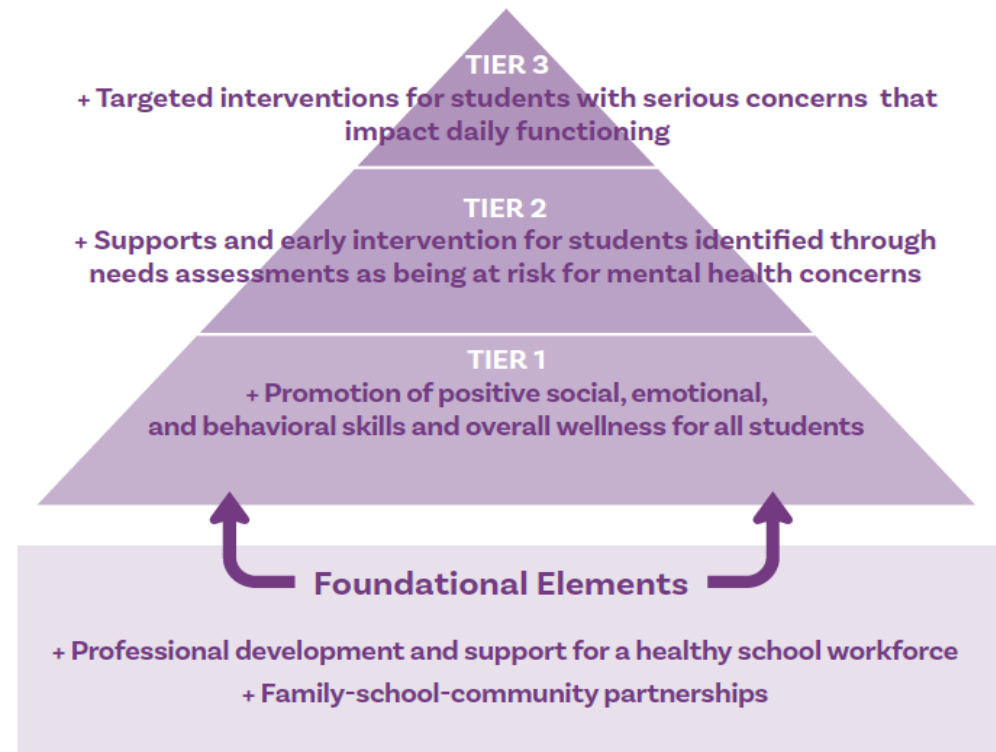 TIER 3
+ Targeted interventions for students with serious concerns that
impact daily functioning
TIER 2
+ Supports and early intervention for students identified through
needs assessments as being at risk for mental health concerns
TIER 1
+ Promotion of positive social, emotional,
and behavioral skills and overall wellness for all students
Foundational Elements
+ Professional development and support for a healthy school workforce
+ Family-school-community partnerships